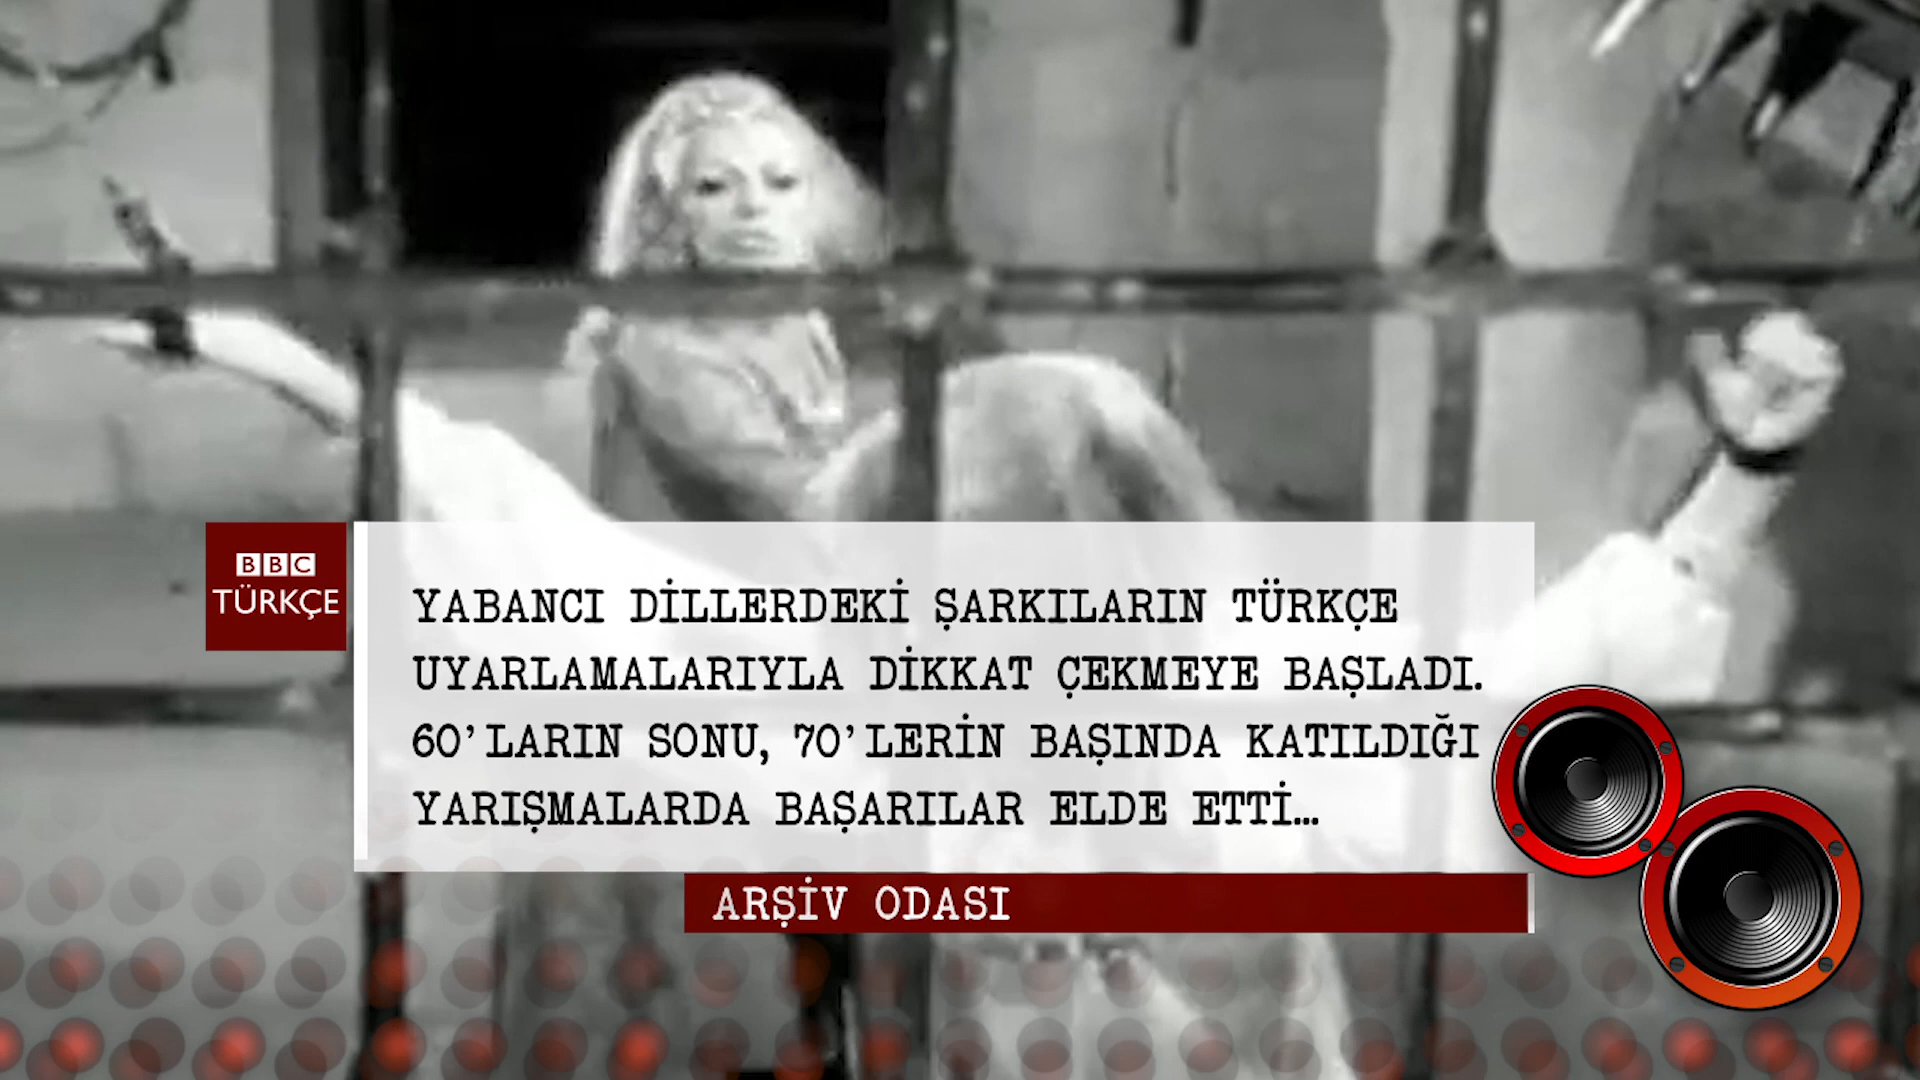 BBC
TÜRKÇE
YABANCI DİLLERDEKİ ŞARKILARIN TÜRKÇE
UYARLAMALARIYLA DİKKAT ÇEKMEYE BAŞLADI.
60'LARIN SONU, 70'LERİN BAŞINDA KATILDIĞI
YARIŞMALARDA BAŞARILAR ELDE ETTİ...
ARŞİV ODASI